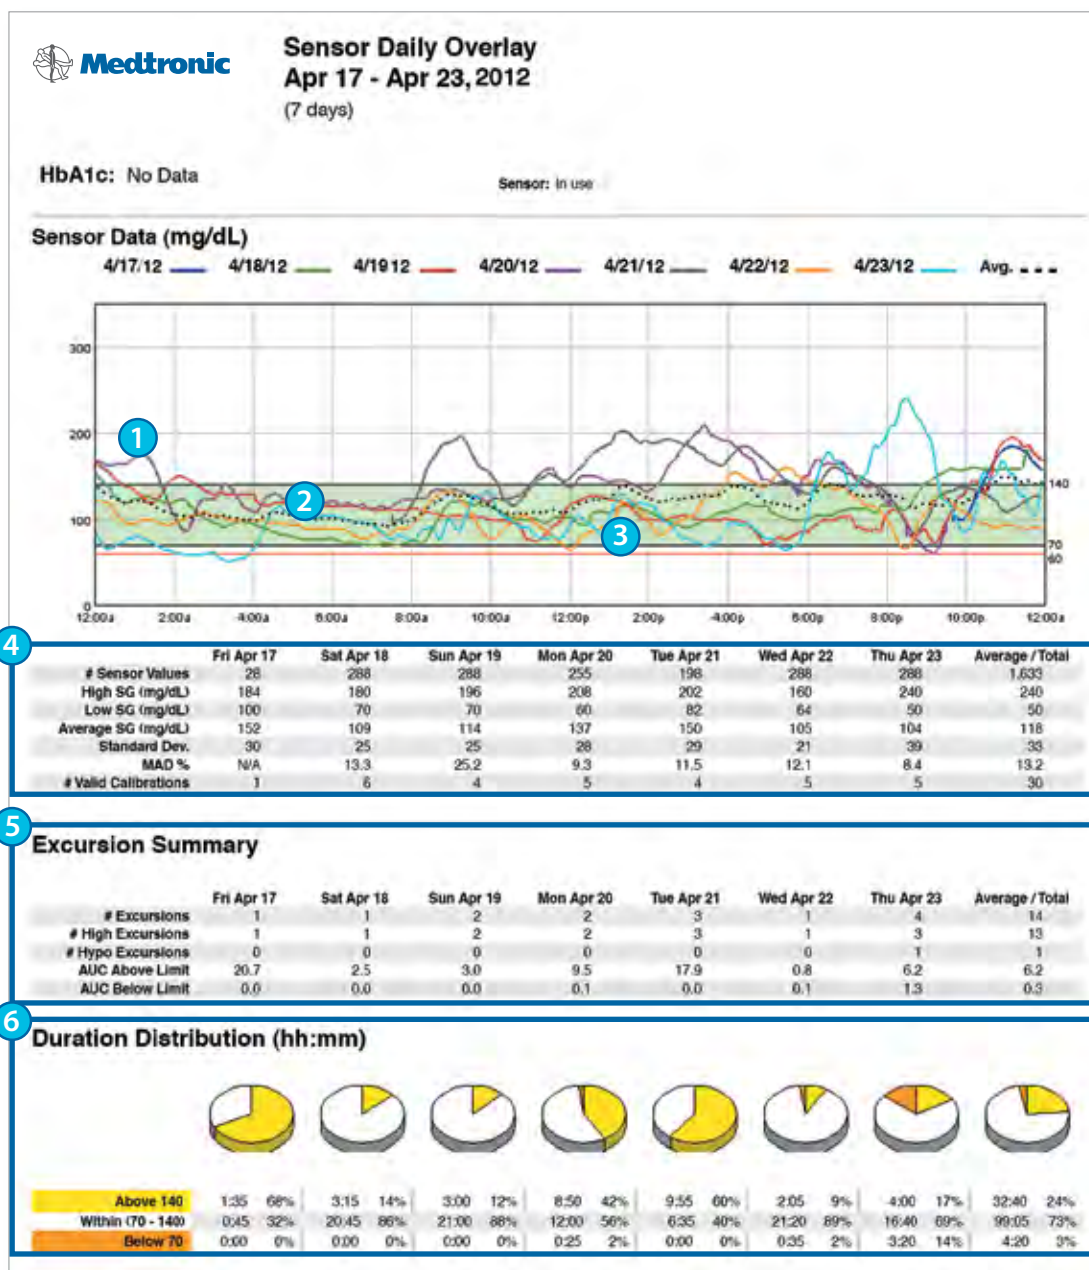 Medtronic
Sensor Daily Overlay
Apr 17 - Apr 23, 2012
(7 days)
HbA1c: No Data
Sensor: In use
Sensor Data (mg/dL)
4/17/12 4/18/12 4/19 12 4/20/12 4/21/12 4/22/12 4/23/12 Avg.
300
200
100
0
140
70
60
1
2
3
12:00a 2:00a 4:00a 6:00a 8:00a 10:00a 12:00p 2:00p 4:00p 6:00p 8:00p 10:00p 12:00a
4
Fri Apr 17 Sat Apr 18 Sun Apr 19 Mon Apr 20 Tue Apr 21 Wed Apr 22 Thu Apr 23 Average / Total
# Sensor Values 28 288 288 255 198 288 288 1,633
High SG (mg/dL) 184 180 196 208 202 160 240 240
Low SG (mg/dL) 100 70 70 60 82 64 50 50
Average SG (mg/dL) 152 109 114 137 150 105 104 118
Standard Dev. 30 25 25 28 29 21 39 33
MAD % N/A 13.3 25.2 9.3 11.5 12.1 8.4 13.2
# Valid Calibrations 1 6 4 5 4 5 5 30
5
Excursion Summary
Fri Apr 17 Sat Apr 18 Sun Apr 19 Mon Apr 20 Tue Apr 21 Wed Apr 22 Thu Apr 23 Average / Total
# Excursions 1 1 2 2 3 1 4 14
# High Excursions 1 1 2 2 3 1 3 13
# Hypo Excursions 0 0 0 0 0 0 1 1
AUC Above Limit 20.7 2.5 3.0 9.5 17.9 0.8 6.2 6.2
AUC Below Limit 0.0 0.0 0.0 0.1 0.0 0.1 1.3 0.3
6
Duration Distribution (hh:mm)
Above 140 1:35 68% 3:15 14% 3:00 12% 8:50 42% 9:55 60% 2:05 9% 4:00 17% 32:40 24%
Within (70 - 140) 0:45 32% 20:45 86% 21:00 88% 12:00 56% 6:35 40% 21:20 89% 16:40 69% 99:05 73%
Below 70 0:00 0% 0:00 0% 0:00 0% 0:25 2% 0:00 0% 0:35 2% 3:20 14% 4:20 3%